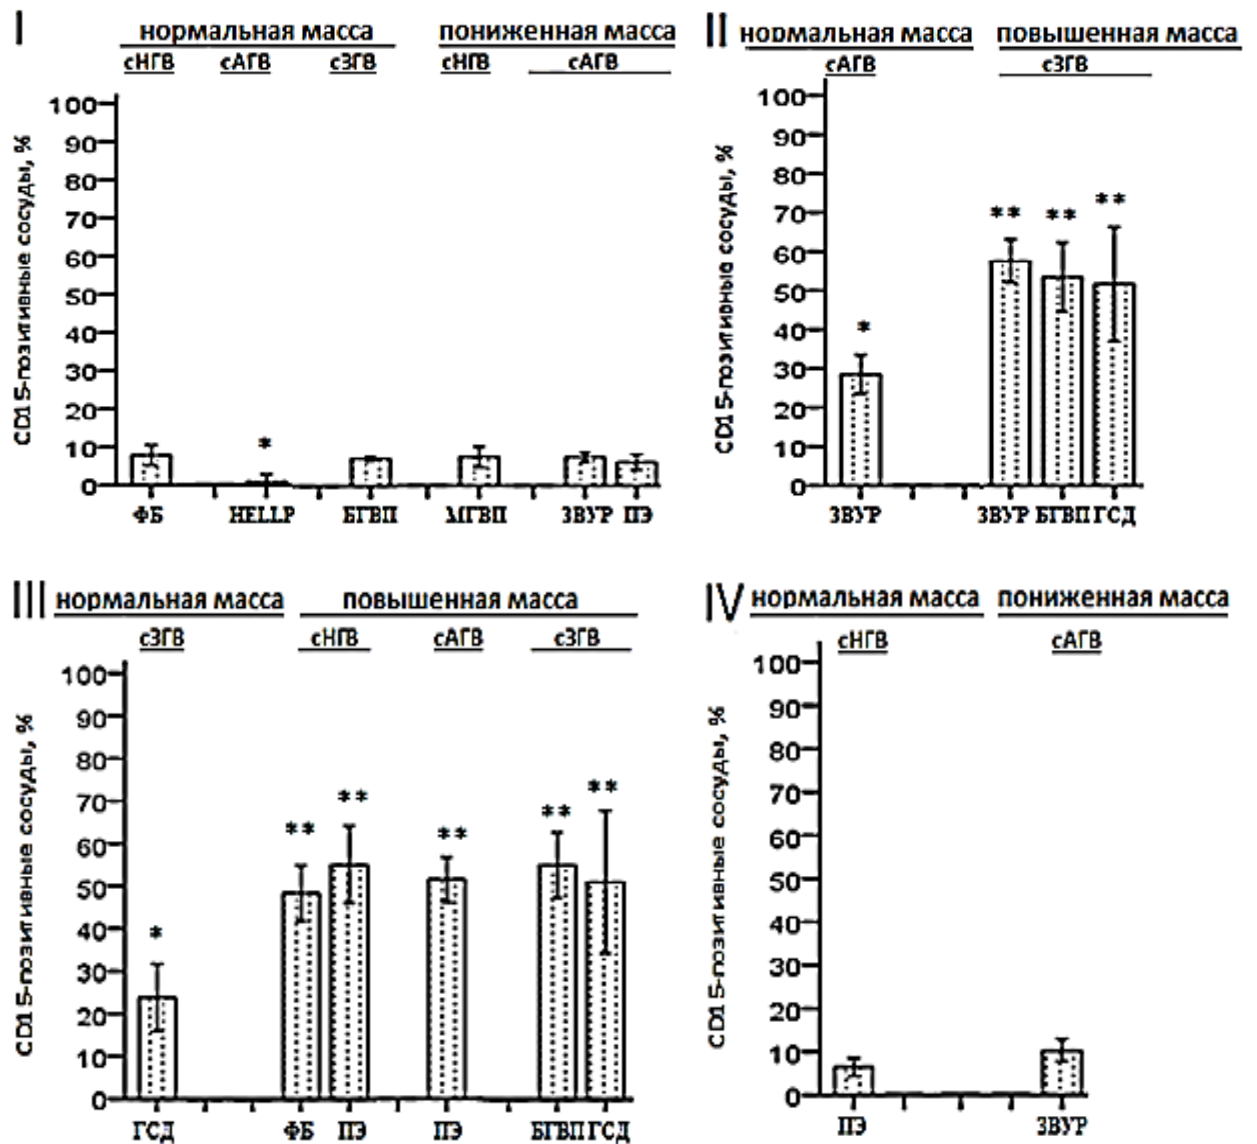 I нормальная масса пониженная масса
сНГВ сАГВ сЗГВ сНГВ сАГВ
CD15-позитивные сосуды, %
100
90
80
70
60
50
40
30
20
10
0
*
ФБ HELLP БГВП МГВП ЗВУР ПЭ
II нормальная масса повышенная масса
сАГВ сЗГВ
CD15-позитивные сосуды, %
100
90
80
70
60
50
40
30
20
10
0
* ** ** **
ЗВУР ЗВУР БГВП ГСД
III нормальная масса повышенная масса
сЗГВ сНГВ сАГВ сЗГВ
CD15-позитивные сосуды, %
100
90
80
70
60
50
40
30
20
10
0
* ** ** ** ** **
ГСД ФБ ПЭ ПЭ БГВП ГСД
IV нормальная масса пониженная масса
сНГВ сАГВ
CD15-позитивные сосуды, %
100
90
80
70
60
50
40
30
20
10
0
ПЭ ЗВУР